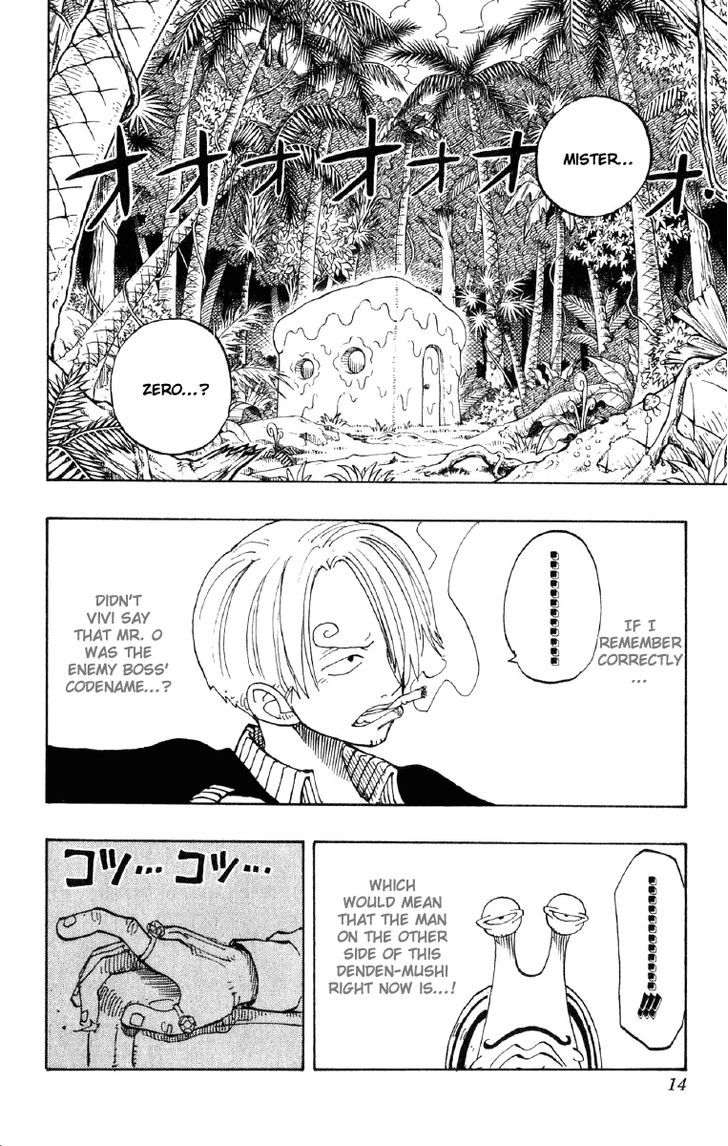 MISTER...
オオオオオオオ
ZERO...?
IF I
REMEMBER
CORRECTLY
...
DIDN'T
VIVI SAY
THAT MR. 0
WAS THE
ENEMY BOSS'
CODENAME...?
WHICH
WOULD MEAN
THAT THE MAN
ON THE OTHER
SIDE OF THIS
DENDEN-MUSHI
RIGHT NOW IS...!
コツ… コツ…
14